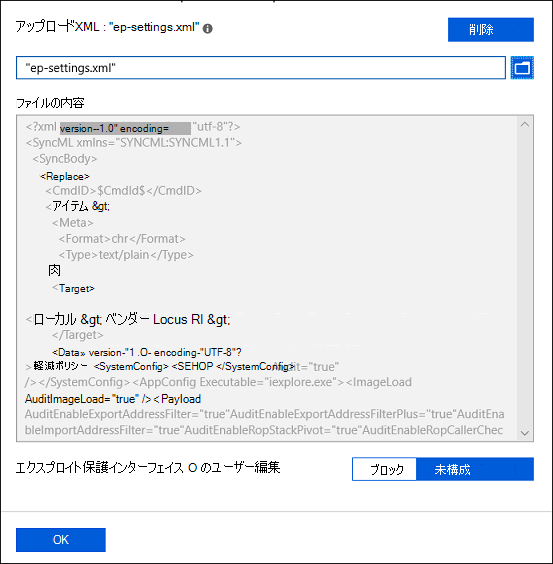 アップロードXML : "ep-settings.xml"
削除
"ep-settings.xml"
ファイルの内容
<?xml version--1.0" encoding= "utf-8"?>
<SyncML xmlns="SYNCML:SYNCML1.1">
<SyncBody>
<Replace>
<CmdID>$CmdId$</CmdID>
<アイテム &gt;
<Meta>
<Format>chr</Format>
<Type>text/plain</Type>
肉
<Target>
<ローカル &gt; ベンダー Locus RI &gt;
</Target>
<Data» version-"1 .O- encoding-"UTF-8"?
>軽減ポリシー <SystemConfig> <SEHOP </SystemConfig> Audit="true"
/></SystemConfig><AppConfig Executable="iexplore.exe"><ImageLoad
AuditImageLoad="true" /><Payload
AuditEnableExportAddressFilter="true"AuditEnableExportAddressFilterPlus="true"AuditEna
bleImportAddressFilter="true"AuditEnableRopStackPivot="true"AuditEnableRopCallerChec
エクスプロイト保護インターフェイス O のユーザー編集
ブロック
未構成
OK